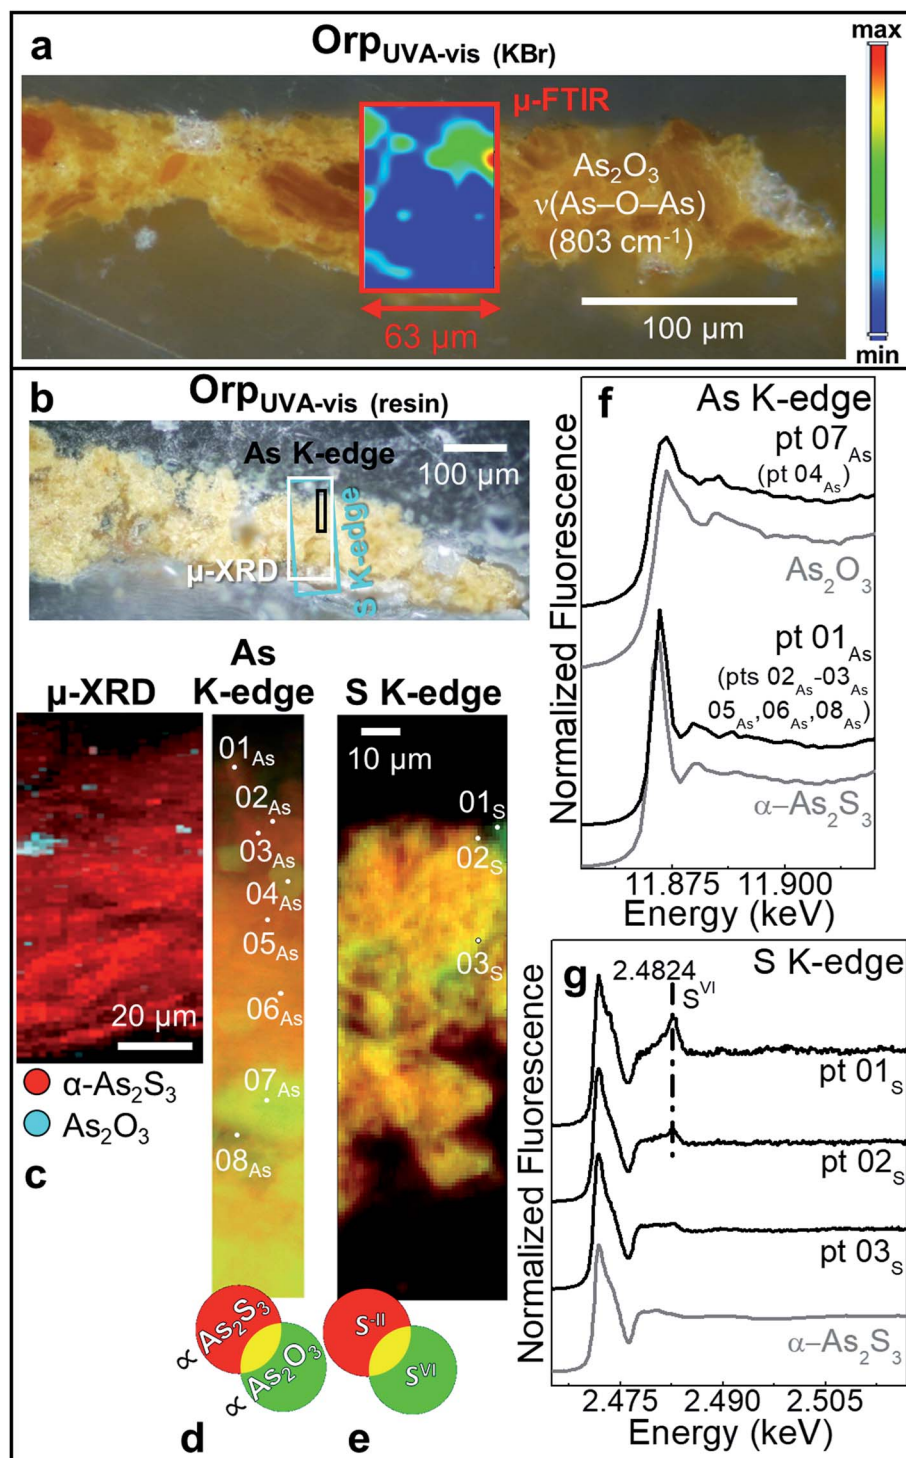 a
Orp UVA-vis (KBr)
max
μ-FTIR
As2O3
ν(As–O–As)
(803 cm-1)
63 μm
100 μm
min
b
Orp UVA-vis (resin)
As K-edge
100 μm
S K-edge
μ-XRD
μ-XRD
As
K-edge
S K-edge
01As
02As
03As
04As
05As
06As
07As
08As
10 μm
01S
02S
03S
20 μm
α-As2S3
As2O3
c
∝ As2S3
∝ As2O3
S-II
SVI
d
e
f
As K-edge
pt 07As
(pt 04As)
As2O3
pt 01As
(pts 02As-03As
05As,06As,08As)
α–As2S3
Normalized Fluorescence
11.875 11.900
Energy (keV)
g
S K-edge
2.4824
SVI
pt 01S
pt 02S
pt 03S
α–As2S3
Normalized Fluorescence
2.475 2.490 2.505
Energy (keV)